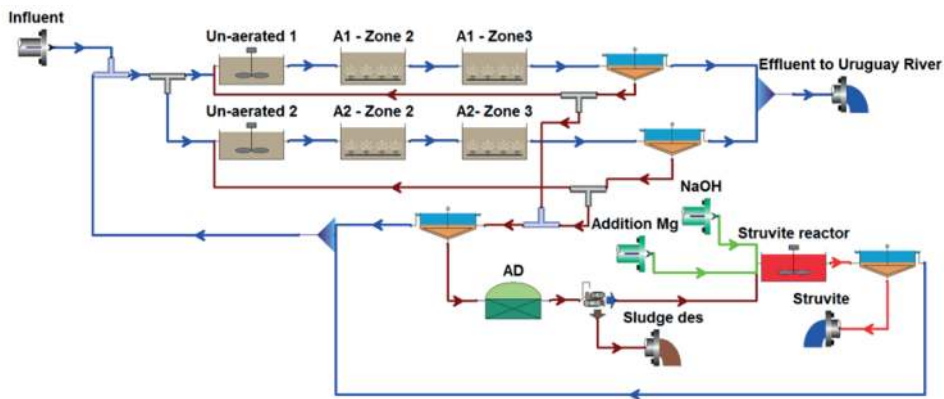 Influent
Un-aerated 1
A1 - Zone 2
A1 - Zone3
Effluent to Uruguay River
Un-aerated 2
A2 - Zone 2
A2- Zone 3
NaOH
Addition Mg
Struvite reactor
AD
Struvite
Sludge des